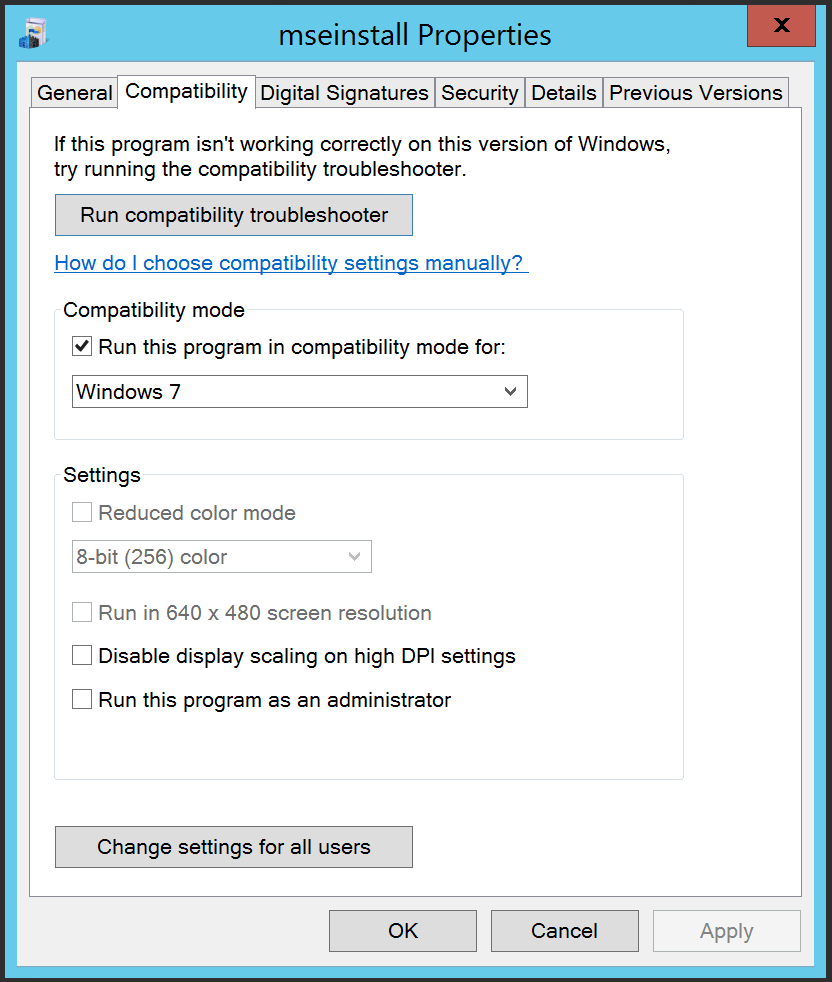 mseinstall Properties
X
General
Compatibility
Digital Signatures
Security
Details
Previous Versions
If this program isn't working correctly on this version of Windows,
try running the compatibility troubleshooter.
Run compatibility troubleshooter
How do I choose compatibility settings manually?
Compatibility mode
Run this program in compatibility mode for:
Windows 7
Settings
Reduced color mode
8-bit (256) color
Run in 640 x 480 screen resolution
Disable display scaling on high DPI settings
Run this program as an administrator
Change settings for all users
OK
Cancel
Apply